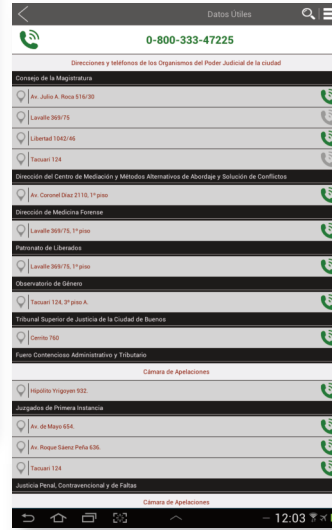 Datos Útiles
0-800-333-47225
Direcciones y teléfonos de los Organismos del Poder Judicial de la ciudad
Consejo de la Magistratura
Av. Julio A. Roca 516/30
Lavalle 369/75
Libertad 1042/46
Tacuari 124
Dirección del Centro de Mediación y Métodos Alternativos de Abordaje y Solución de Conflictos
Av. Coronel Díaz 2110, 1º piso
Dirección de Medicina Forense
Lavalle 369/75, 1º piso
Patronato de Liberados
Lavalle 369/75, 1º piso
Observatorio de Género
Tacuari 124, 3º piso A.
Tribunal Superior de Justicia de la Ciudad de Buenos
Cerrito 760
Fuero Contencioso Administrativo y Tributario
Cámara de Apelaciones
Hipólito Yrigoyen 932.
Juzgados de Primera Instancia
Av. de Mayo 654.
Av. Roque Sáenz Peña 636.
Tacuari 124
Justicia Penal, Contravencional y de Faltas
Cámara de Apelaciones
12:03